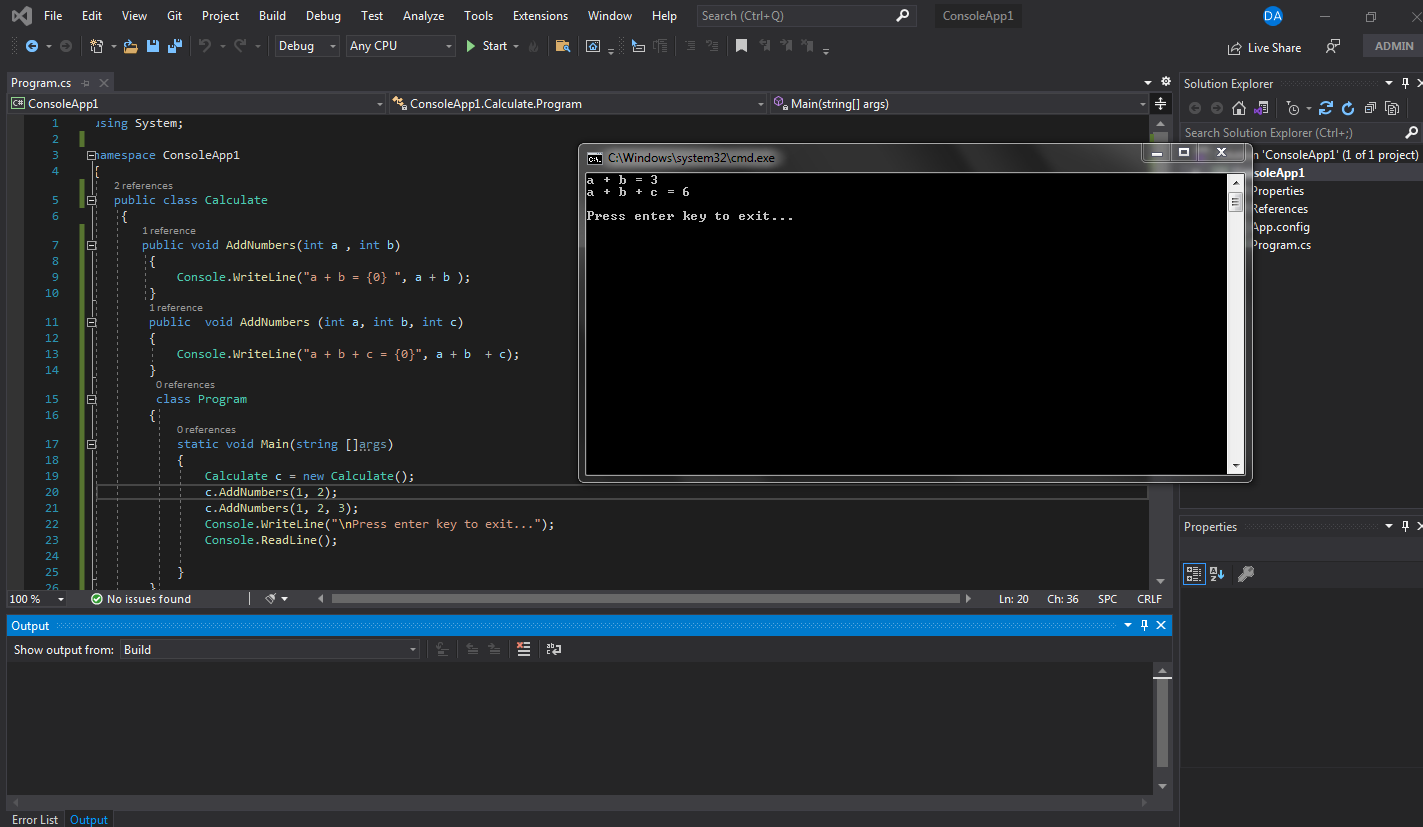 File Edit View Git Project Build Debug Test Analyze Tools Extensions Window Help Search (Ctrl+Q) ConsoleApp1 DA
Debug Any CPU Start Live Share ADMIN
Program.cs
C# ConsoleApp1 ConsoleApp1.Calculate.Program Main(string[] args)
1 using System;
2
3 namespace ConsoleApp1
4 {
2 references
5 public class Calculate
6 {
1 reference
7 public void AddNumbers(int a , int b)
8 {
9 Console.WriteLine("a + b = {0} ", a + b );
10 }
1 reference
11 public void AddNumbers (int a, int b, int c)
12 {
13 Console.WriteLine("a + b + c = {0}", a + b + c);
14 }
0 references
15 class Program
16 {
0 references
17 static void Main(string []args)
18 {
19 Calculate c = new Calculate();
20 c.AddNumbers(1, 2);
21 c.AddNumbers(1, 2, 3);
22 Console.WriteLine("\nPress enter key to exit...");
23 Console.ReadLine();
24
25 }
26 }
100 % No issues found Ln: 20 Ch: 36 SPC CRLF
C:\Windows\system32\cmd.exe
a + b = 3
a + b + c = 6
Press enter key to exit...
Solution Explorer
Search Solution Explorer (Ctrl+;)
n 'ConsoleApp1' (1 of 1 project)
soleApp1
Properties
References
App.config
Program.cs
Properties
Output
Show output from: Build
Error List Output